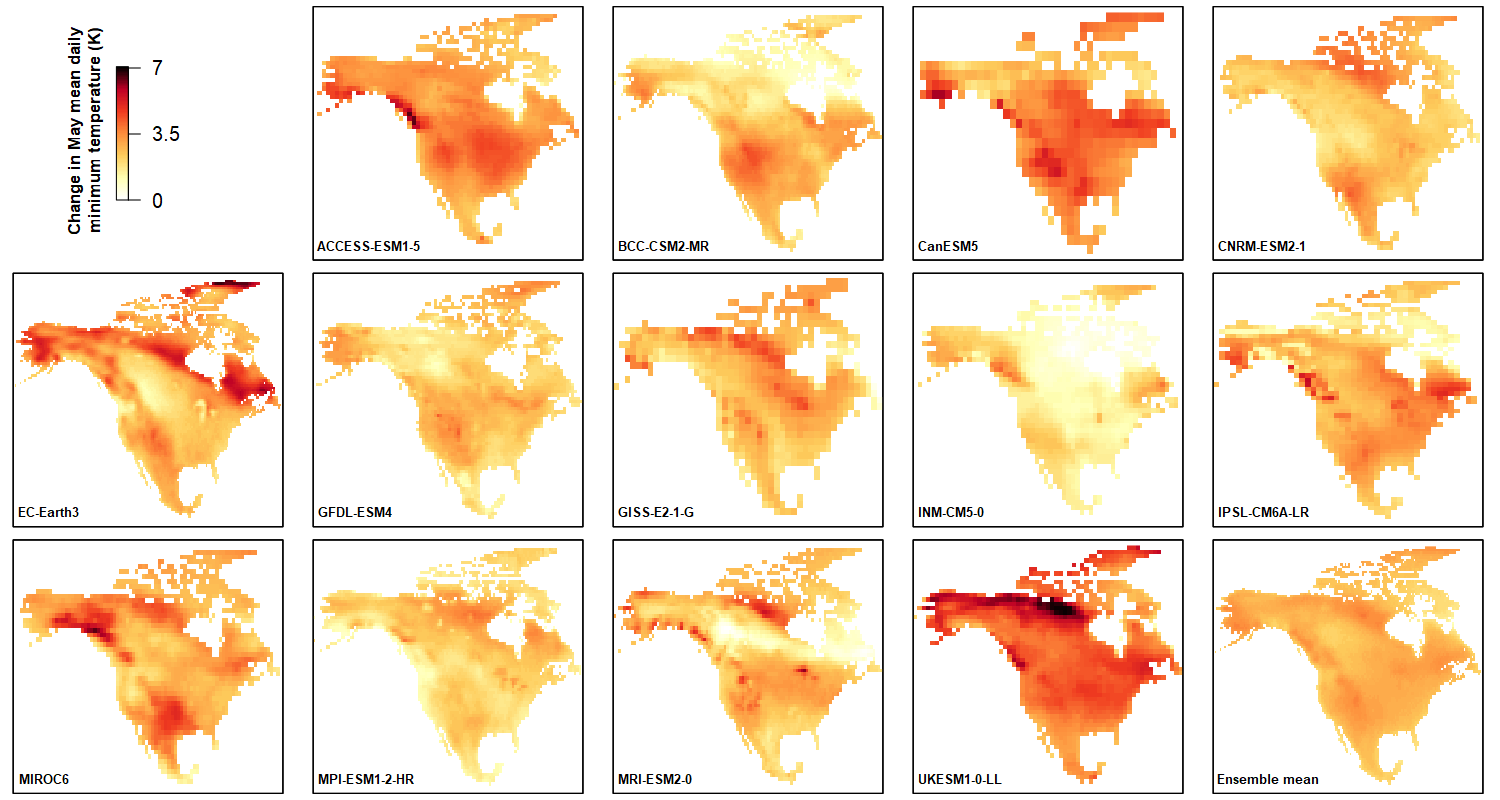 Change in May mean daily
minimum temperature (K)
7
3.5
0
ACCESS-ESM1-5
BCC-CSM2-MR
CanESM5
CNRM-ESM2-1
EC-Earth3
GFDL-ESM4
GISS-E2-1-G
INM-CM5-0
IPSL-CM6A-LR
MIROC6
MPI-ESM1-2-HR
MRI-ESM2-0
UKESM1-0-LL
Ensemble mean